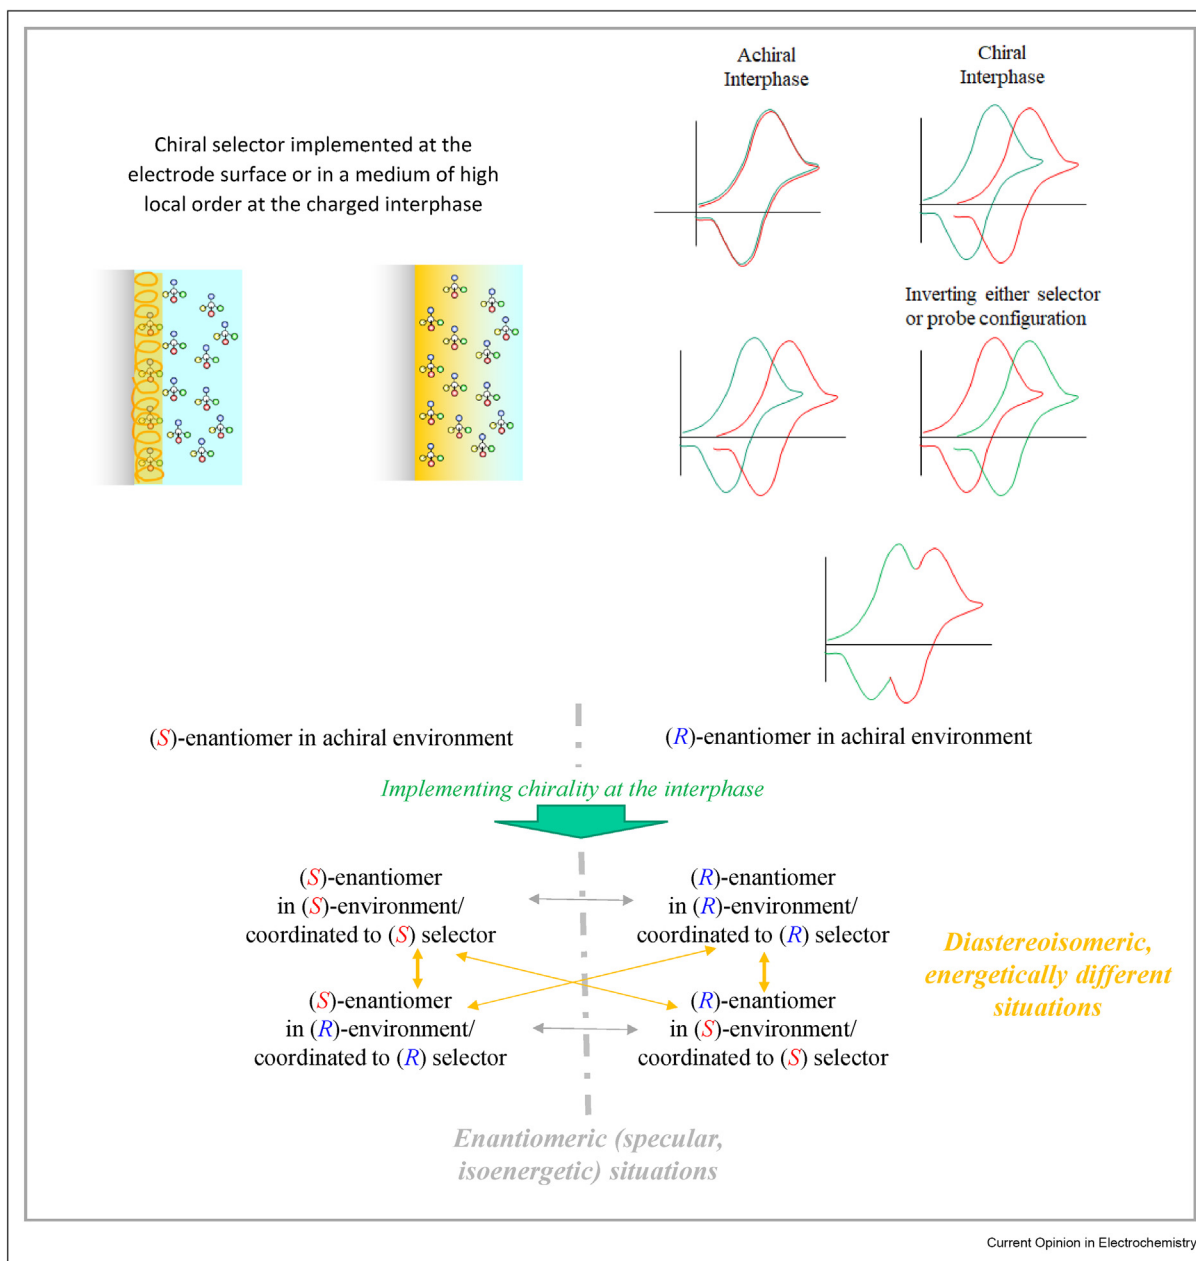 Achiral
Interphase
Chiral
Interphase
Chiral selector implemented at the
electrode surface or in a medium of high
local order at the charged interphase
Inverting either selector
or probe configuration
(S)-enantiomer in achiral environment
(R)-enantiomer in achiral environment
Implementing chirality at the interphase
(S)-enantiomer
in (S)-environment/
coordinated to (S) selector
(R)-enantiomer
in (R)-environment/
coordinated to (R) selector
Diastereoisomeric,
energetically different
situations
(S)-enantiomer
in (R)-environment/
coordinated to (R) selector
(R)-enantiomer
in (S)-environment/
coordinated to (S) selector
Enantiomeric (specular,
isoenergetic) situations
Current Opinion in Electrochemistry